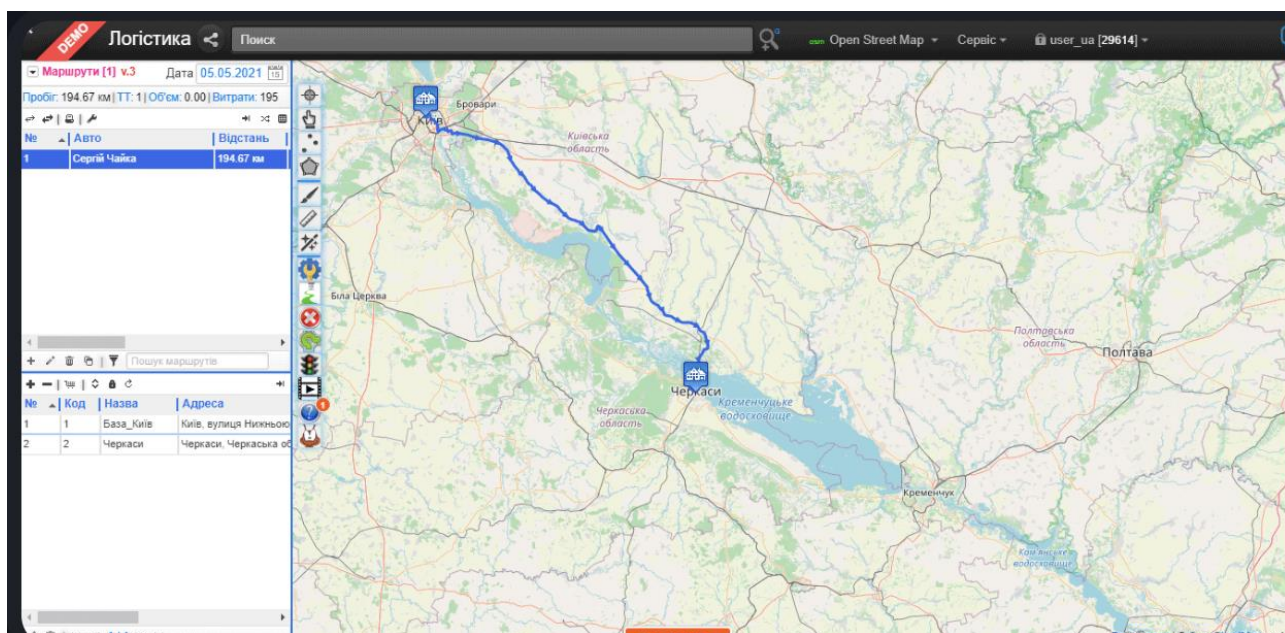 DEMO
Логістика
Поиск
Open Street Map
Сервіс
user_ua [29614]
Маршрути [1] v.3 Дата 05.05.2021 15
Пробіг: 194.67 км | ТТ: 1 | Об'єм: 0.00 | Витрати: 195
№ Авто Відстань
1 Сергій Чайка 194.67 км
Пошук маршрутів
№ Код Назва Адреса
1 1 База_Київ Київ, вулиця Нижньою
2 2 Черкаси Черкаси, Черкаська об
1
Бровари
Київ
Київська
область
Біла Церква
Полтавська
область
Полтава
Черкаси
Черкаська
область
Кременчуцьке
водосховище
Кременчук
Кам'янське
водосховище